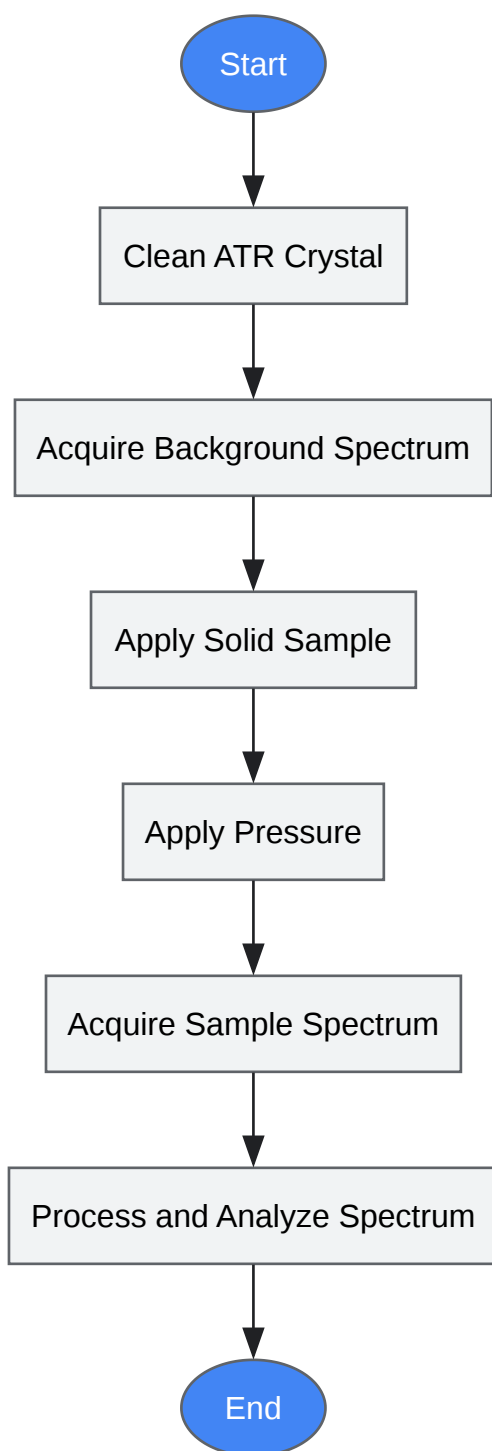 Start
Clean ATR Crystal
Acquire Background Spectrum
Apply Solid Sample
Apply Pressure
Acquire Sample Spectrum
Process and Analyze Spectrum
End